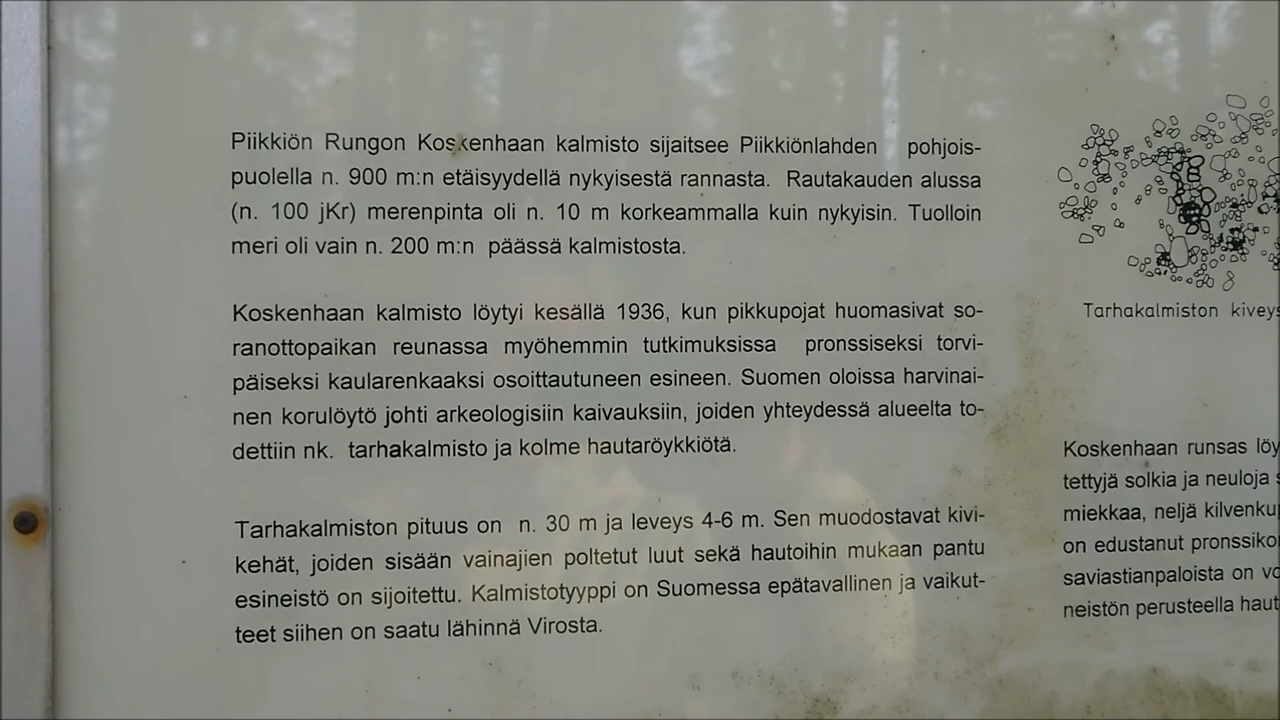 Piikkiön Rungon Koskenhaan kalmisto sijaitsee Piikkiönlahden pohjois-
puolella n. 900 m:n etäisyydellä nykyisestä rannasta. Rautakauden alussa
(n. 100 jKr) merenpinta oli n. 10 m korkeammalla kuin nykyisin. Tuolloin
meri oli vain n. 200 m:n päässä kalmistosta.
Koskenhaan kalmisto löytyi kesällä 1936, kun pikkupojat huomasivat so-
ranottopaikan reunassa myöhemmin tutkimuksissa pronssiseksi torvi-
päiseksi kaularenkaaksi osoittautuneen esineen. Suomen oloissa harvinai-
nen korulöytö johti arkeologisiin kaivauksiin, joiden yhteydessä alueelta to-
dettiin nk. tarhakalmisto ja kolme hautaröykkiötä.
Tarhakalmiston pituus on n. 30 m ja leveys 4-6 m. Sen muodostavat kivi-
kehät, joiden sisään vainajien poltetut luut sekä hautoihin mukaan pantu
esineistö on sijoitettu. Kalmistotyyppi on Suomessa epätavallinen ja vaikut-
teet siihen on saatu lähinnä Virosta.
Tarhakalmiston kiveys
Koskenhaan runsas löy
tettyjä solkia ja neuloja s
miekkaa, neljä kilvenkup
on edustanut pronssikor
saviastianpaloista on vo
neistön perusteella haut